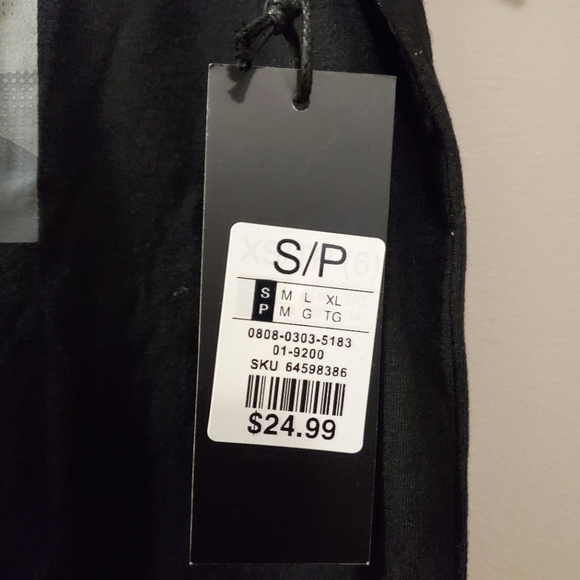 S/P
S M L XL
P M G TG
0808-0303-5183
01-9200
SKU 64598386
$24.99